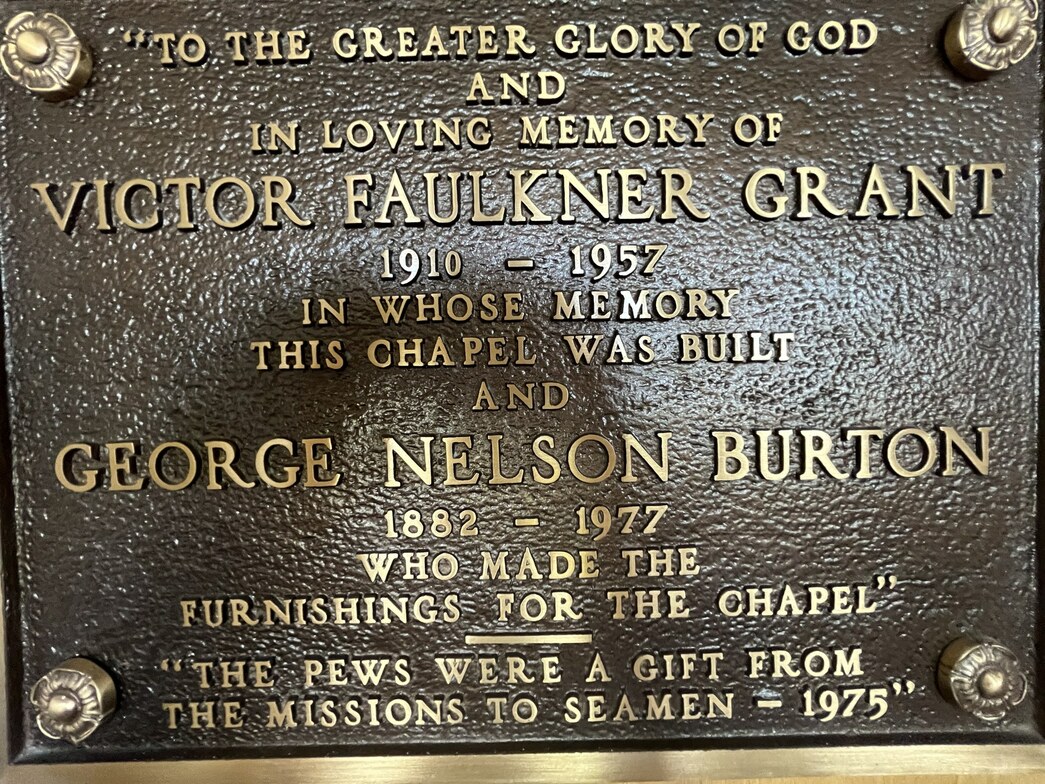 "TO THE GREATER GLORY OF GOD
AND
IN LOVING MEMORY OF
VICTOR FAULKNER GRANT
1910 – 1957
IN WHOSE MEMORY
THIS CHAPEL WAS BUILT
AND
GEORGE NELSON BURTON
1882 – 1977
WHO MADE THE
FURNISHINGS FOR THE CHAPEL"
"THE PEWS WERE A GIFT FROM
THE MISSIONS TO SEAMEN – 1975"